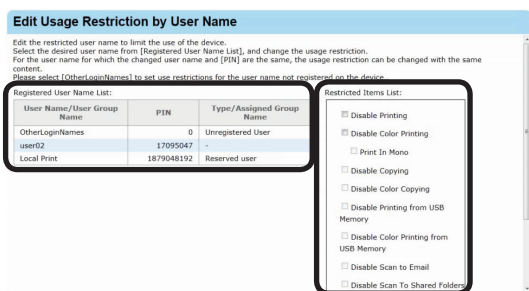 Edit Usage Restriction by User Name
Edit the restricted user name to limit the use of the device.
Select the desired user name from [Registered User Name List], and change the usage restriction.
For the user name for which the changed user name and [PIN] are the same, the usage restriction can be changed with the same
content.
Please select [OtherLoginNames] to set use restrictions for the user name not registered on the device.
Registered User Name List:
User Name/User Group Name PIN Type/Assigned Group Name
OtherLoginNames 0 Unregistered User
user02 17095047 -
Local Print 1879048192 Reserved user
Restricted Items List:
Disable Printing
Disable Color Printing
Print In Mono
Disable Copying
Disable Color Copying
Disable Printing from USB
Memory
Disable Color Printing from
USB Memory
Disable Scan to Email
Disable Scan To Shared Folders